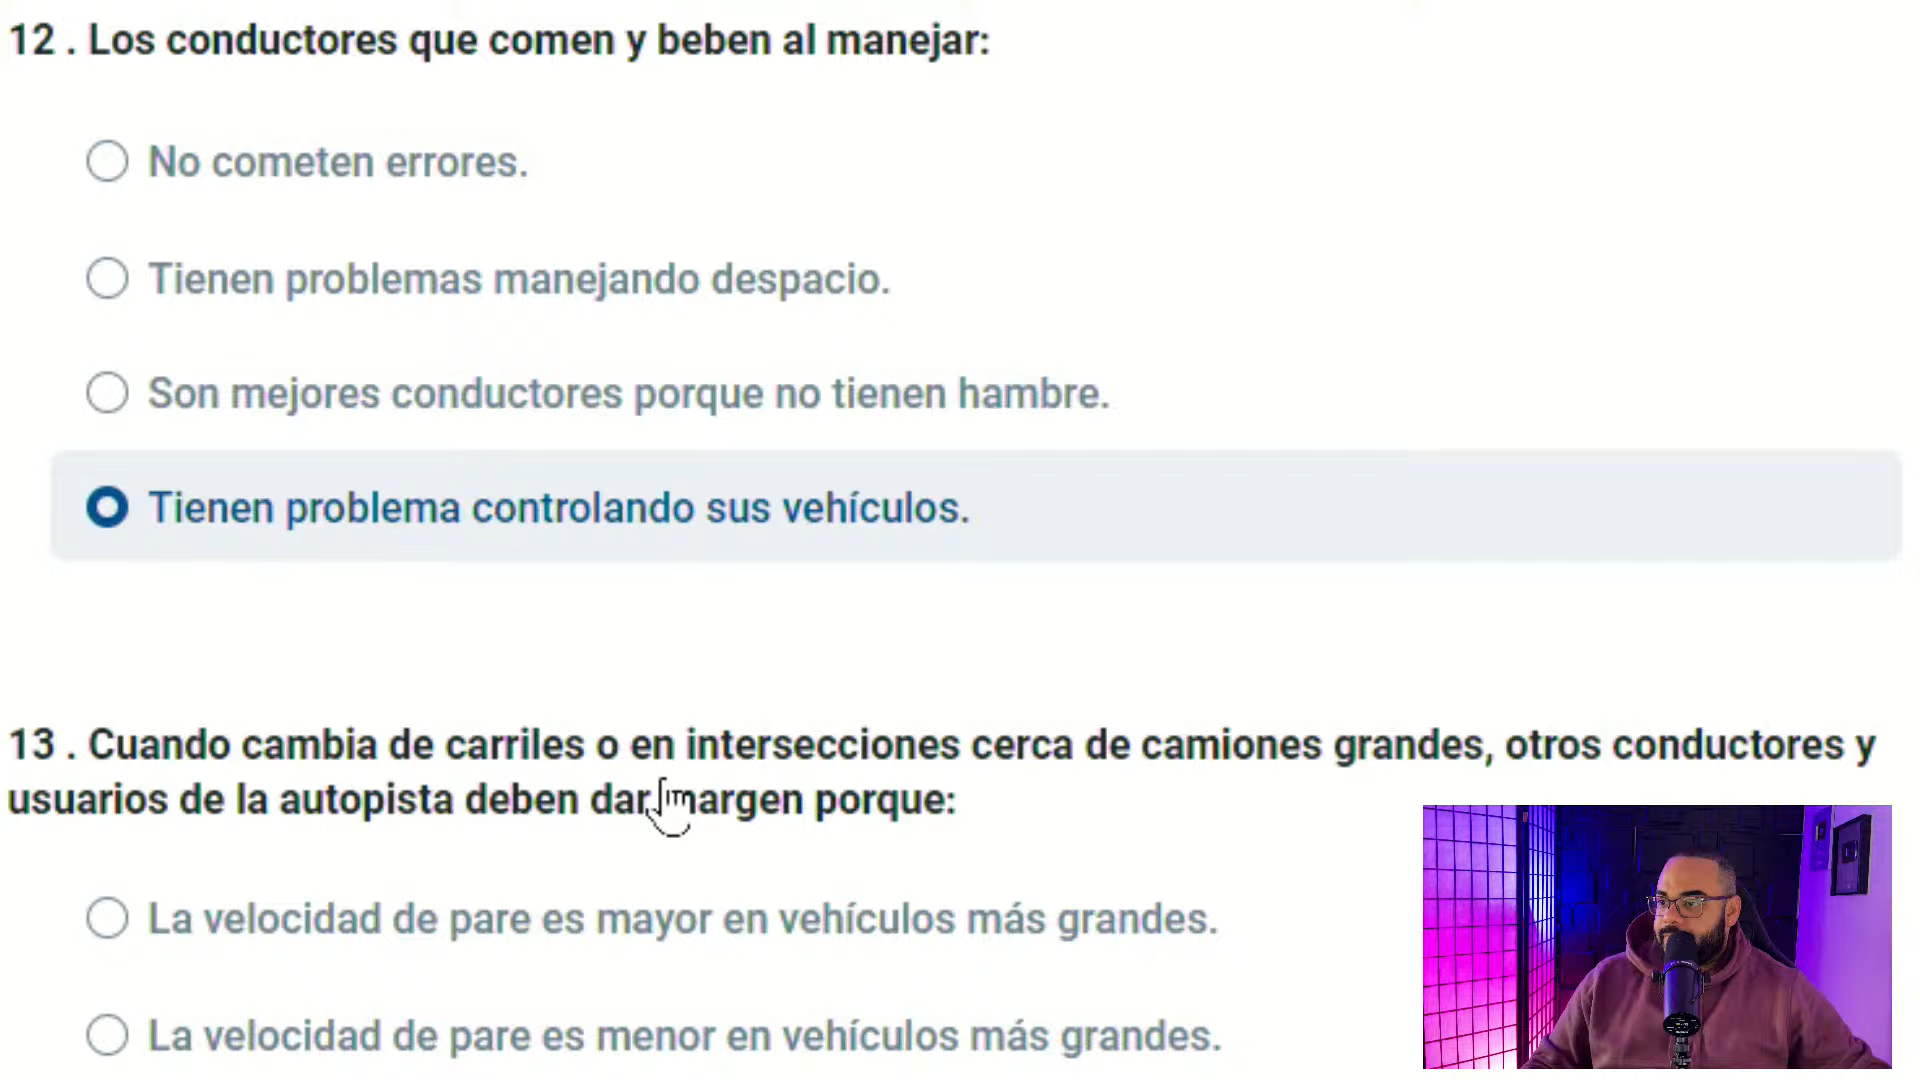 12 . Los conductores que comen y beben al manejar:
No cometen errores.
Tienen problemas manejando despacio.
Son mejores conductores porque no tienen hambre.
Tienen problema controlando sus vehículos.
13 . Cuando cambia de carriles o en intersecciones cerca de camiones grandes, otros conductores y
usuarios de la autopista deben dar margen porque:
La velocidad de pare es mayor en vehículos más grandes.
La velocidad de pare es menor en vehículos más grandes.